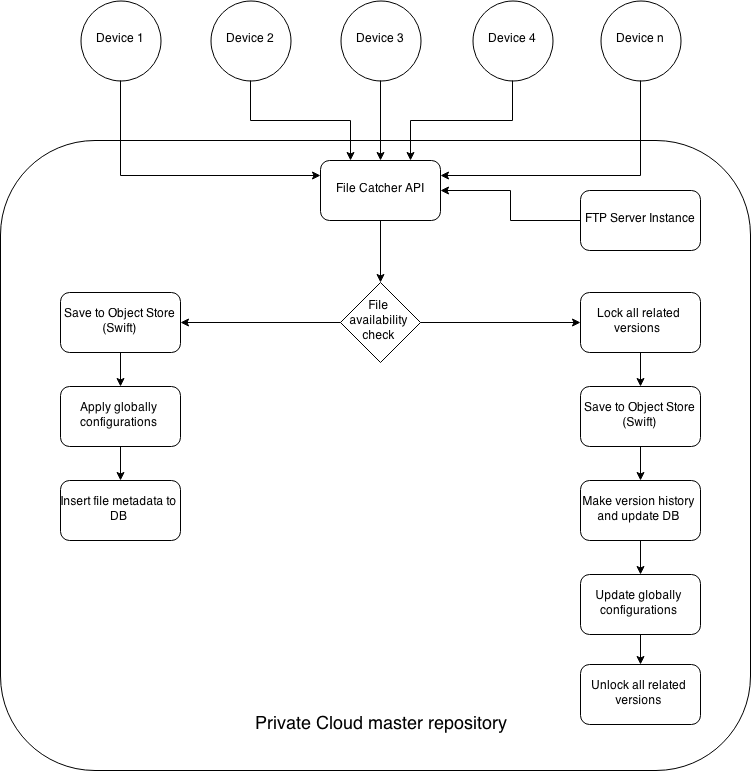 Device 1
Device 2
Device 3
Device 4
Device n
File Catcher API
FTP Server Instance
File
availability
check
Save to Object Store
(Swift)
Apply globally
configurations
Insert file metadata to
DB
Lock all related
versions
Save to Object Store
(Swift)
Make version history
and update DB
Update globally
configurations
Unlock all related
versions
Private Cloud master repository